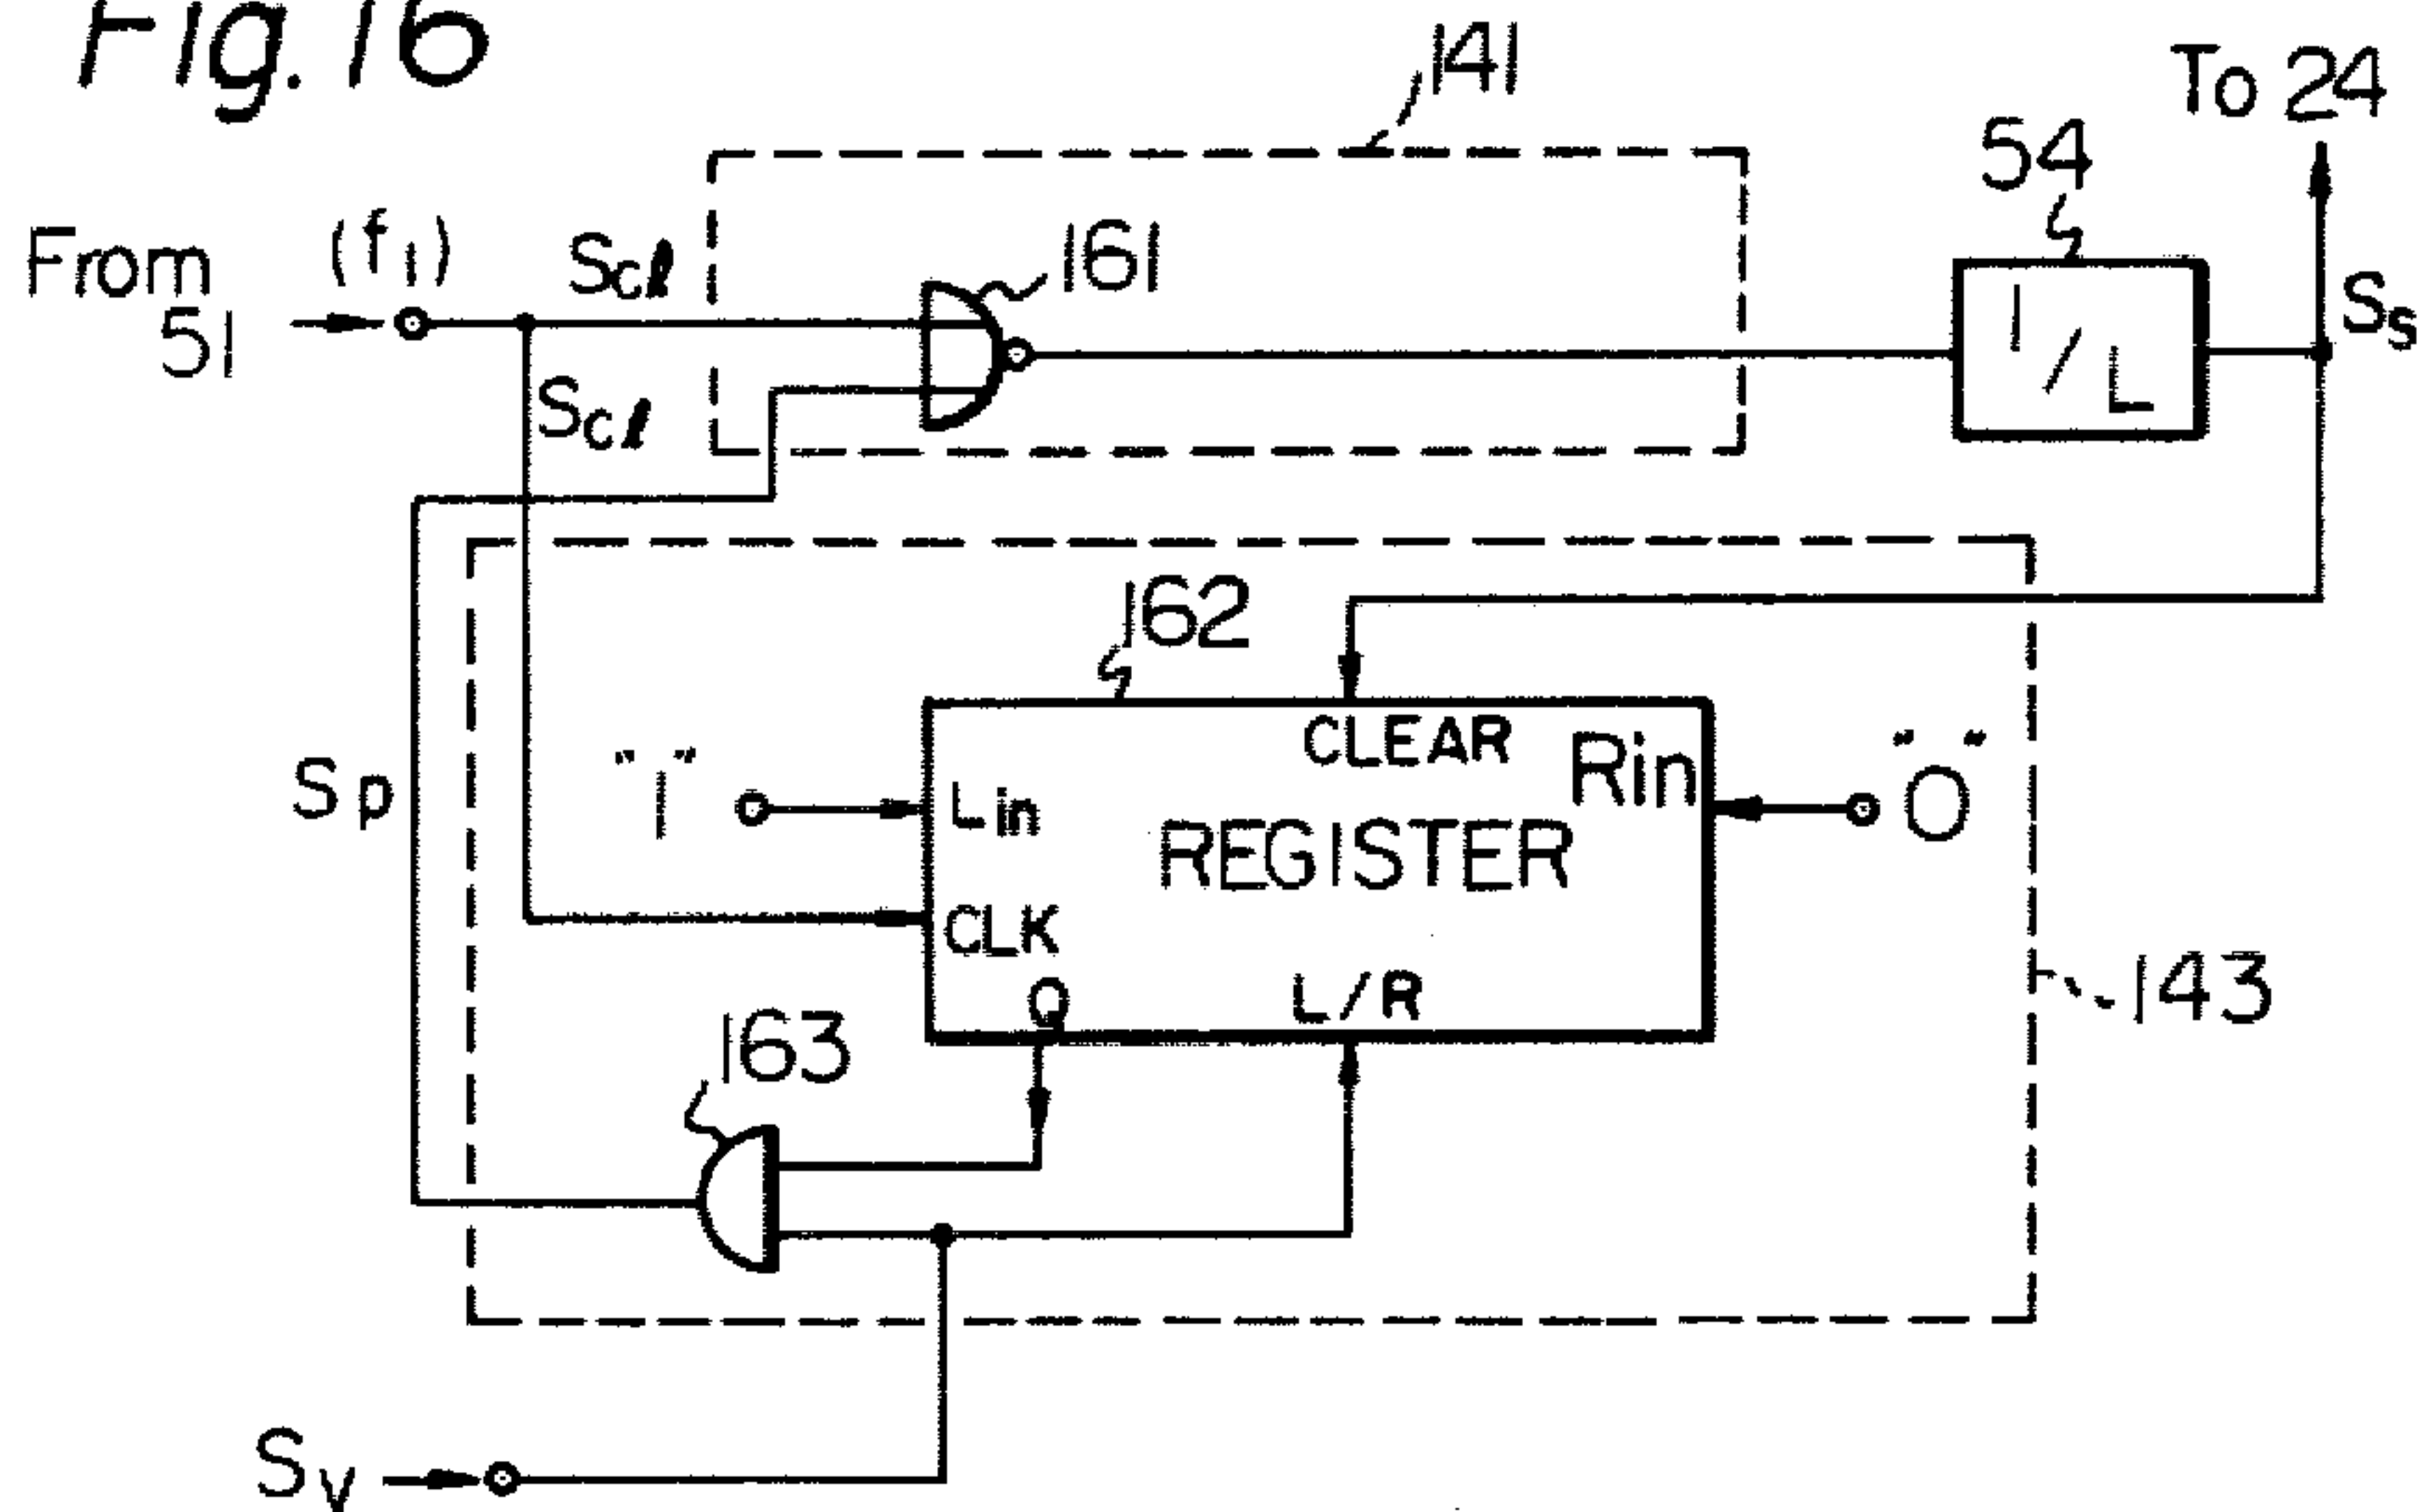 Fig. 16
141
To 24
54
From 51
(f1)
Scl
161
1/L
Ss
Scl
162
CLEAR
Rin
"1"
Lin
"0"
REGISTER
Sp
CLK
Q
L/R
143
163
Sv